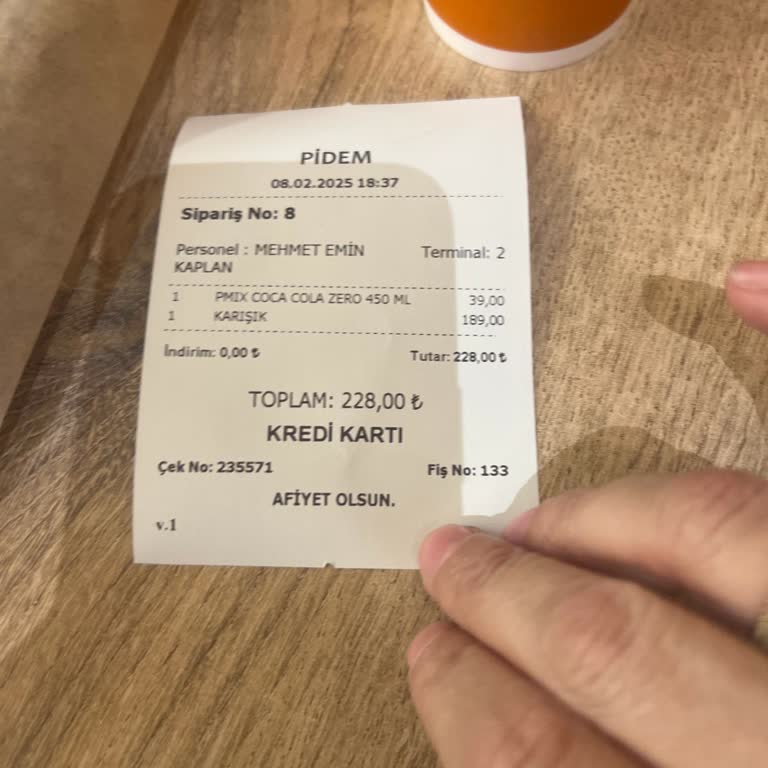 PİDEM
08.02.2025 18:37
Sipariş No: 8
Personel : MEHMET EMİN KAPLAN Terminal: 2
1 PMIX COCA COLA ZERO 450 ML 39,00
1 KARIŞIK 189,00
İndirim: 0,00 ₺ Tutar: 228,00 ₺
TOPLAM: 228,00 ₺
KREDİ KARTI
Çek No: 235571 Fiş No: 133
AFİYET OLSUN.
v.1